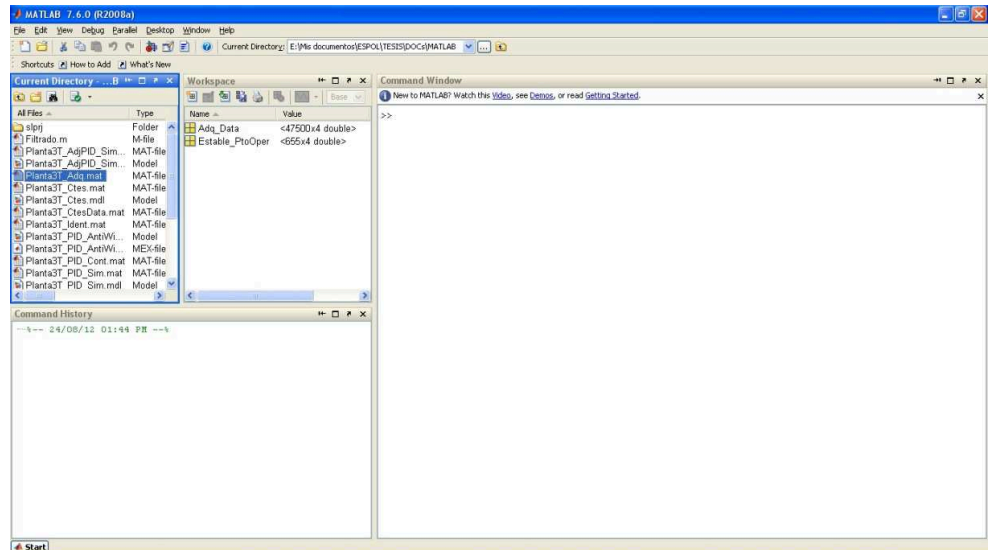 MATLAB 7.6.0 (R2008a)
File Edit View Debug Parallel Desktop Window Help
Current Directory: E:\Mis documentos\ESPOL\TESIS\DOCs\MATLAB
Shortcuts How to Add What's New
Current Directory - ...B
All Files Type
slprj Folder
Filtrado.m M-file
Planta3T_AdjPID_Sim... MAT-file
Planta3T_AdjPID_Sim... Model
Planta3T_Adq.mat MAT-file
Planta3T_Ctes.mat MAT-file
Planta3T_Ctes.mdl Model
Planta3T_CtesData.mat MAT-file
Planta3T_Ident.mat MAT-file
Planta3T_PID_AntiWi... Model
Planta3T_PID_AntiWi... MEX-file
Planta3T_PID_Cont.mat MAT-file
Planta3T_PID_Sim.mat MAT-file
Planta3T_PID_Sim.mdl Model
Workspace
Base
Name Value
Adq_Data <47500x4 double>
Estable_PtoOper <655x4 double>
Command History
%-- 24/08/12 01:44 PM --%
Command Window
New to MATLAB? Watch this Video, see Demos, or read Getting Started.
>>
Start